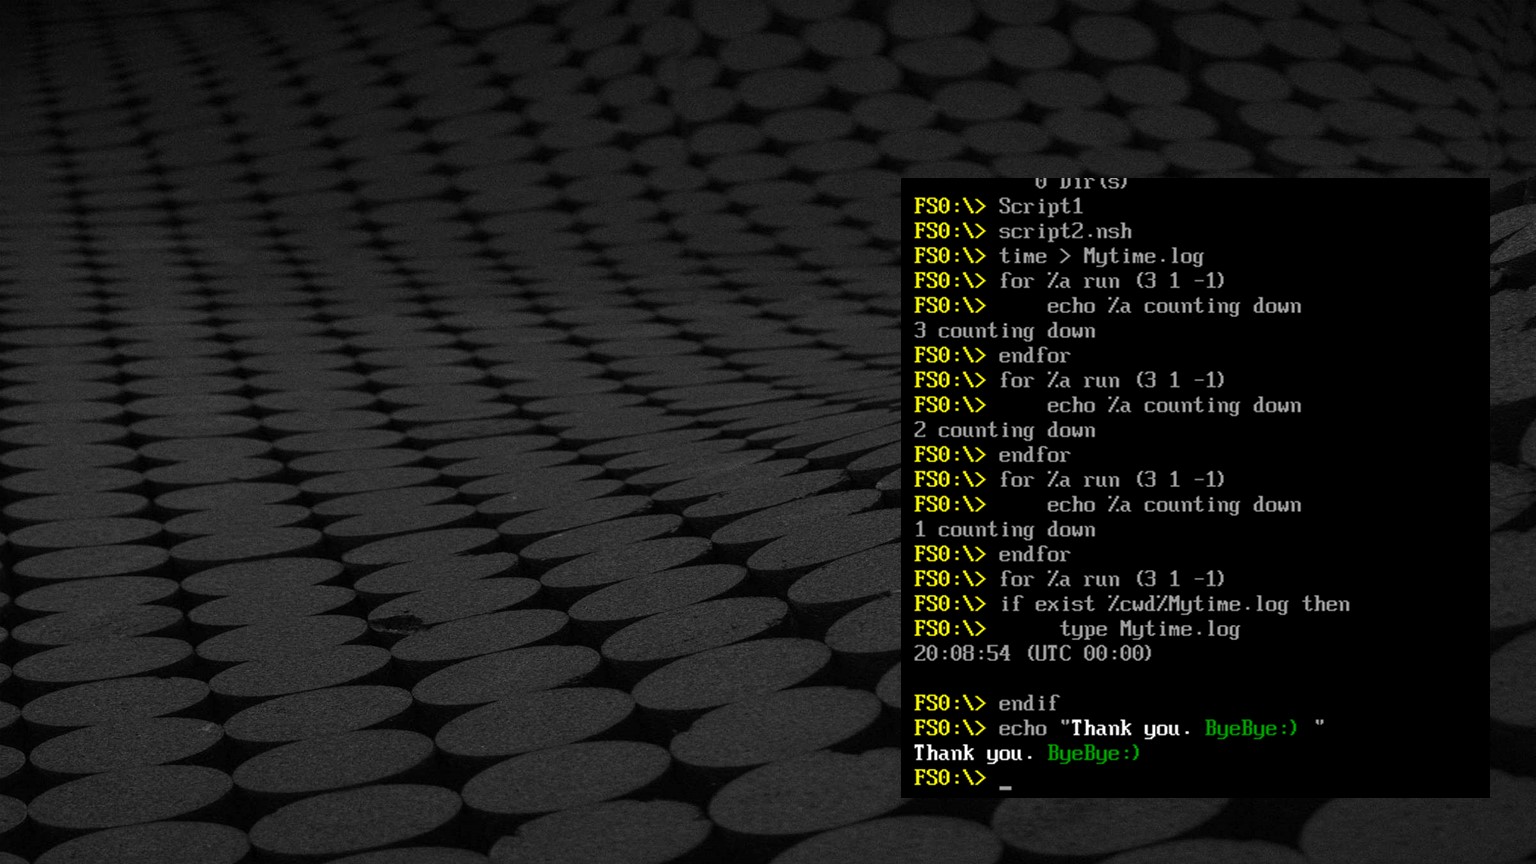 0 Dir(s)
FS0:\> Script1
FS0:\> script2.nsh
FS0:\> time > Mytime.log
FS0:\> for %a run (3 1 -1)
FS0:\>     echo %a counting down
3 counting down
FS0:\> endfor
FS0:\> for %a run (3 1 -1)
FS0:\>     echo %a counting down
2 counting down
FS0:\> endfor
FS0:\> for %a run (3 1 -1)
FS0:\>     echo %a counting down
1 counting down
FS0:\> endfor
FS0:\> for %a run (3 1 -1)
FS0:\> if exist %cwd%Mytime.log then
FS0:\>      type Mytime.log
20:08:54 (UTC 00:00)
FS0:\> endif
FS0:\> echo "Thank you. ByeBye:) "
Thank you. ByeBye:)
FS0:\> _